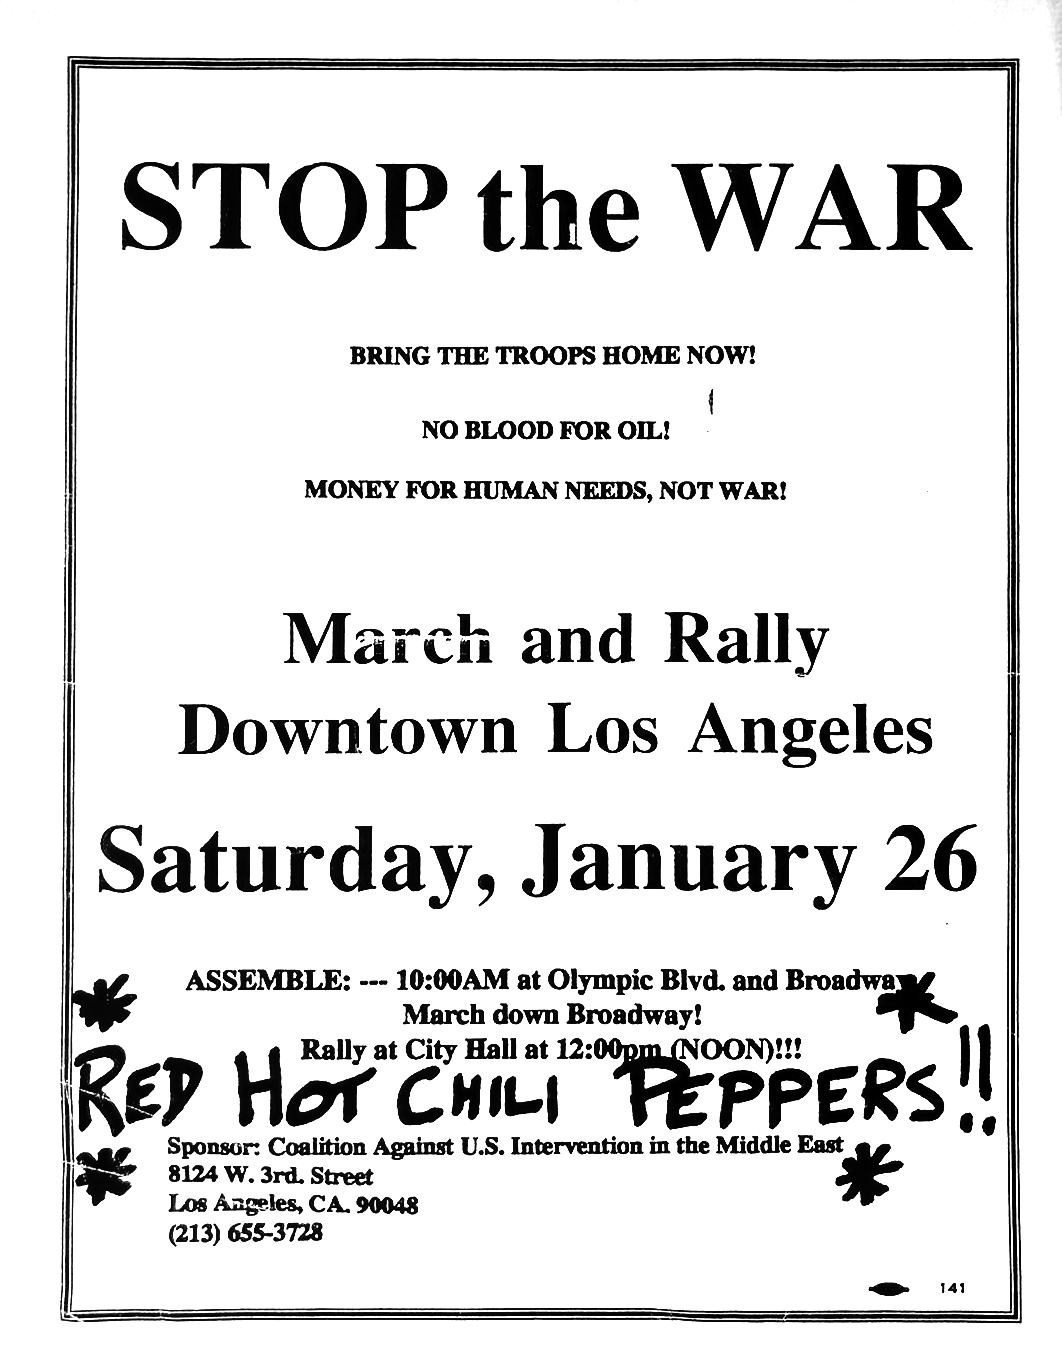 STOP the WAR
BRING THE TROOPS HOME NOW!
NO BLOOD FOR OIL!
MONEY FOR HUMAN NEEDS, NOT WAR!
March and Rally
Downtown Los Angeles
Saturday, January 26
ASSEMBLE: --- 10:00AM at Olympic Blvd. and Broadway
March down Broadway!
Rally at City Hall at 12:00pm (NOON)!!!
RED HOT CHILI PEPPERS!!
Sponsor: Coalition Against U.S. Intervention in the Middle East
8124 W. 3rd. Street
Los Angeles, CA. 90048
(213) 655-3728
141